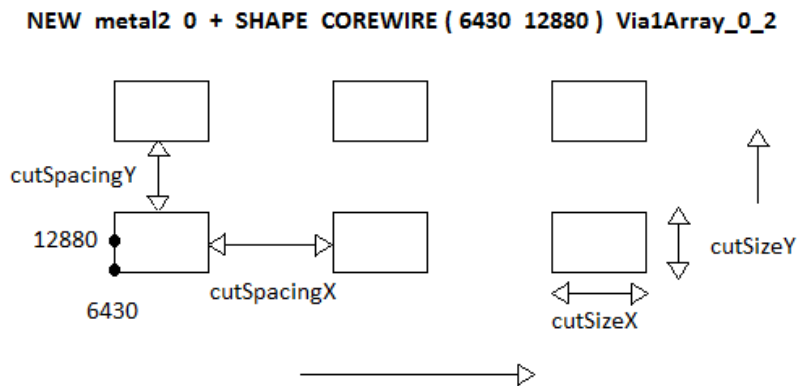 NEW metal2 0 + SHAPE COREWIRE ( 6430 12880 ) Via1Array_0_2
cutSpacingY
12880
cutSpacingX
cutSizeY
6430
cutSizeX